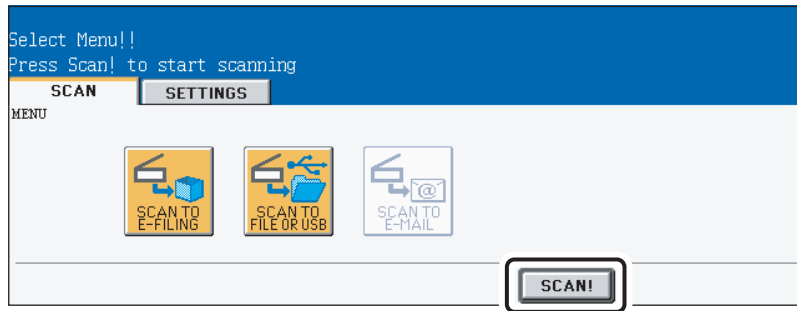 Select Menu!!
Press Scan! to start scanning
SCAN SETTINGS
MENU
SCAN TO E-FILING
SCAN TO FILE OR USB
SCAN TO E-MAIL
@
SCAN!